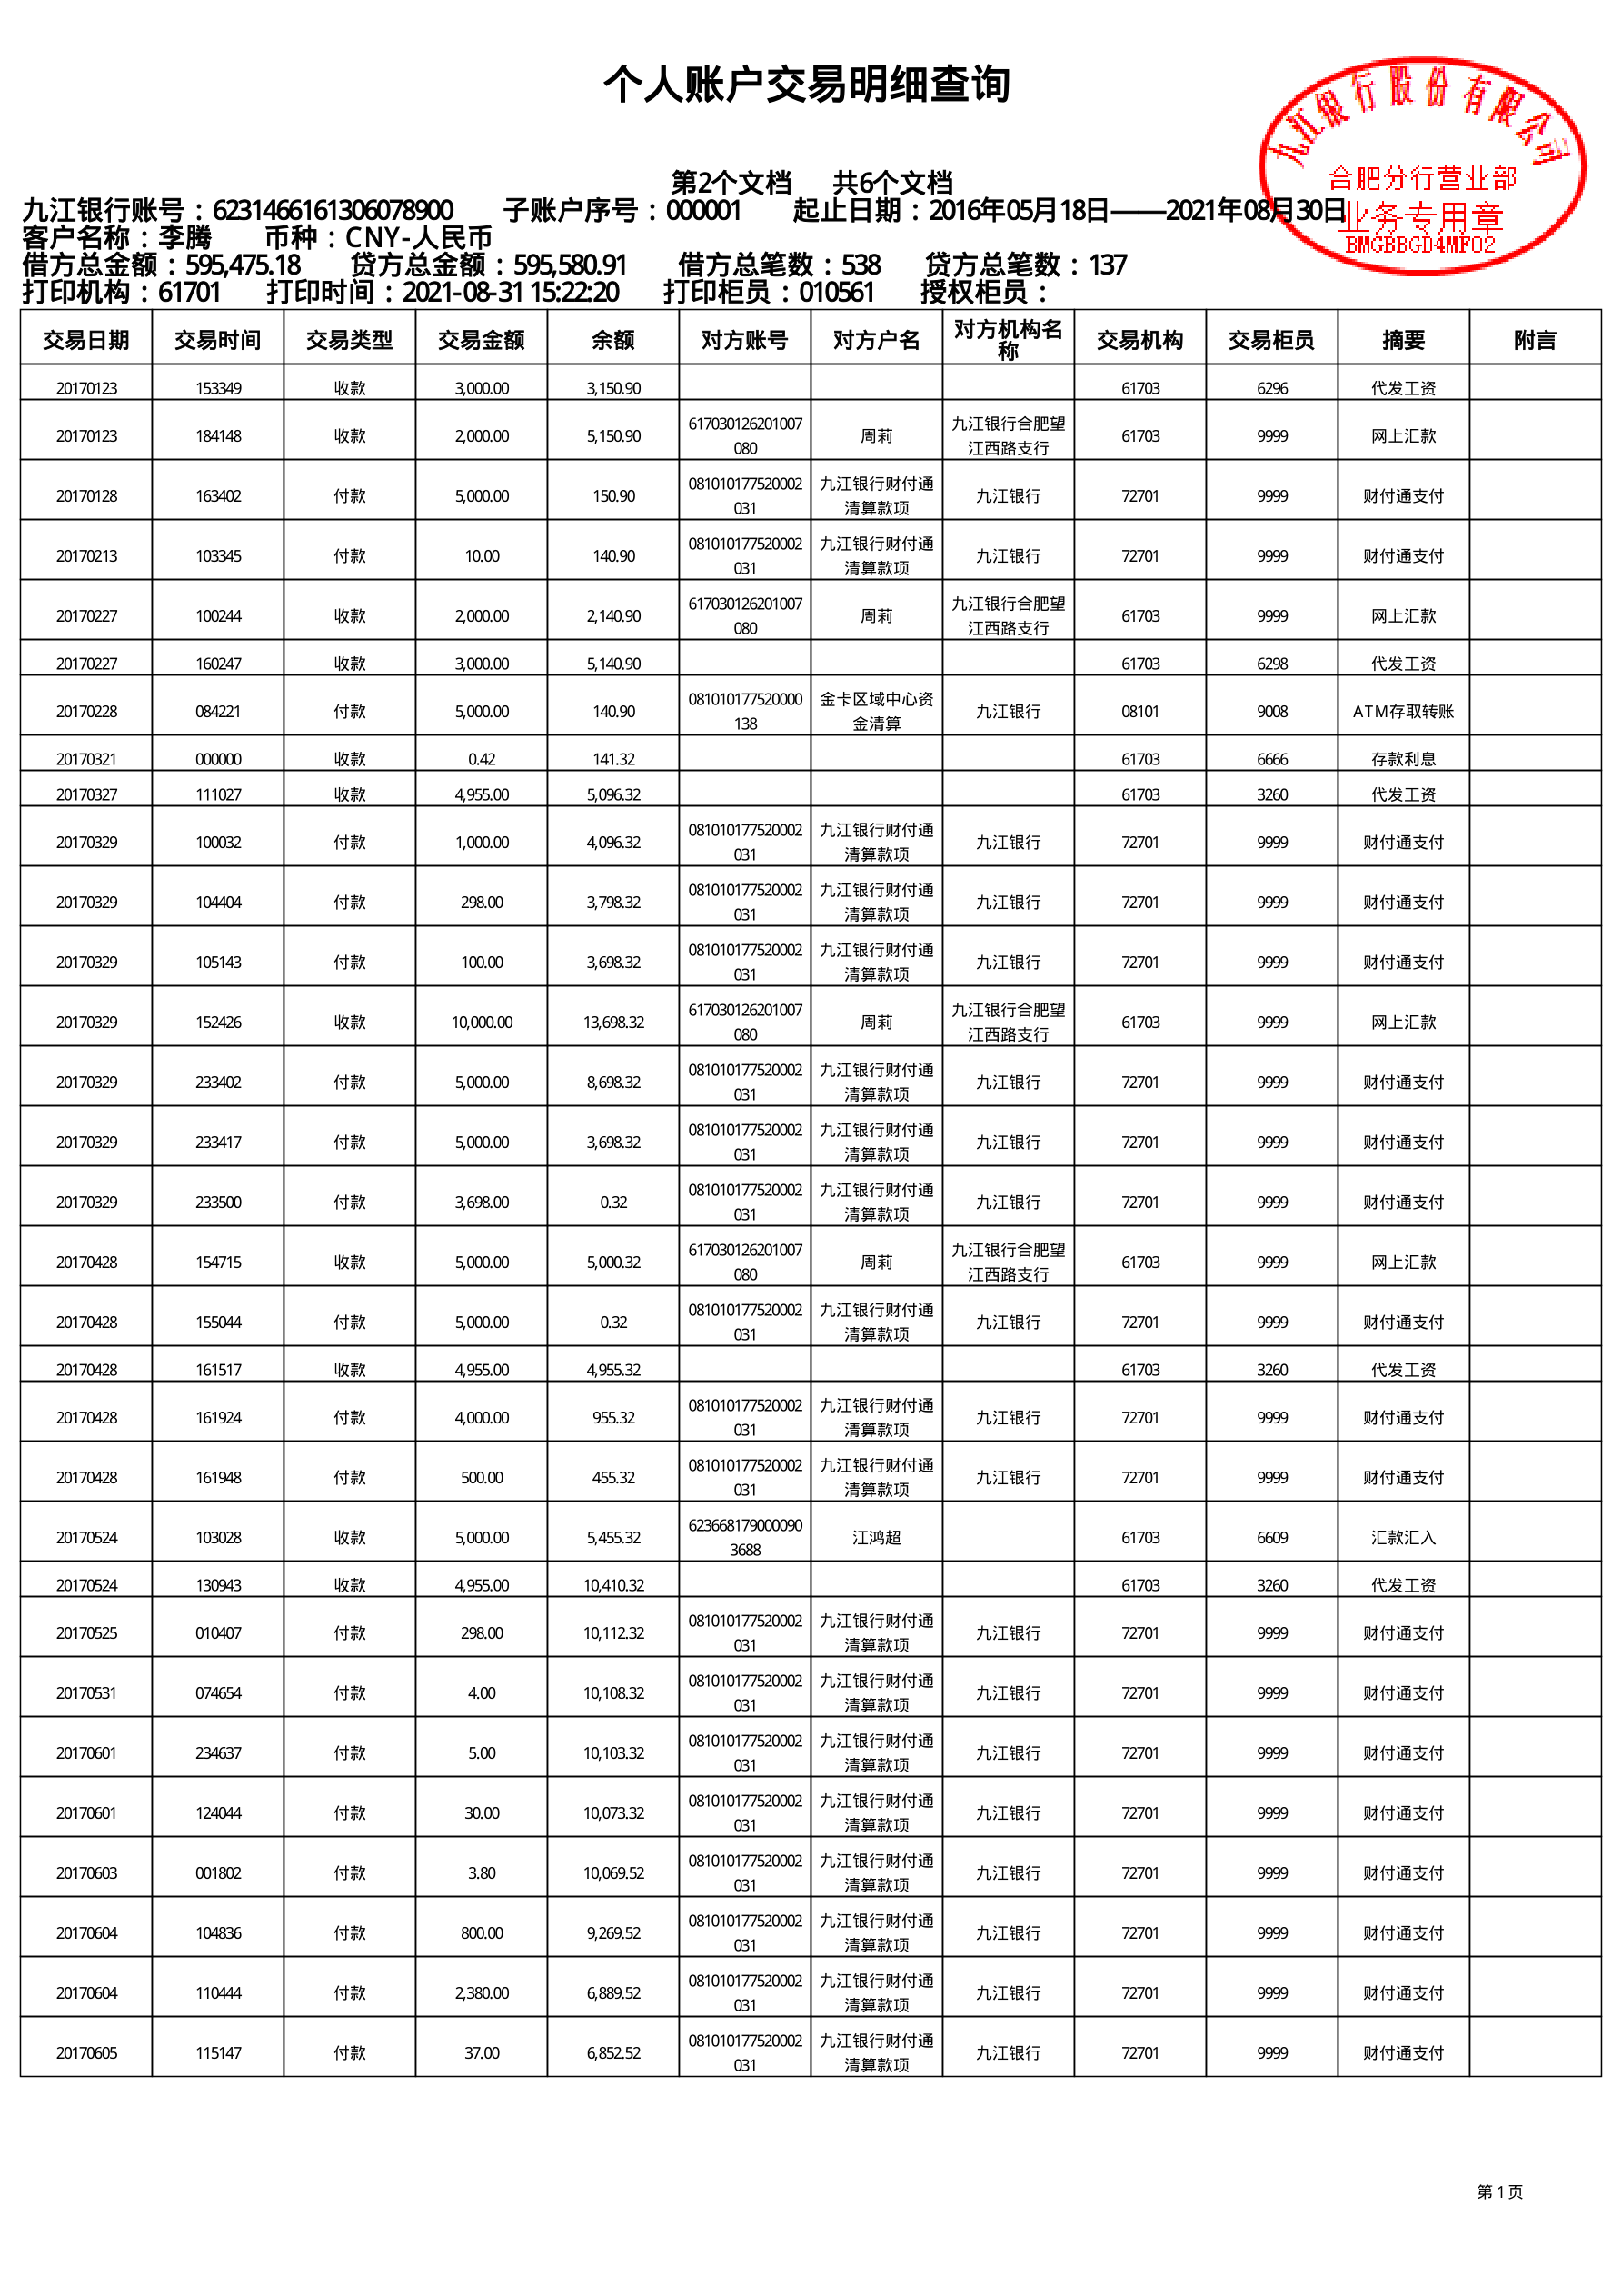 个人账户交易明细查询
九江银行股份有限公司
合肥分行营业部
业务专用章
BMGBBGD4MF02
第2个文档 共6个文档
九江银行账号：6231466161306078900 子账户序号：000001 起止日期：2016年05月18日——2021年08月30日
客户名称：李腾 币种：CNY-人民币
借方总金额：595,475.18 贷方总金额：595,580.91 借方总笔数：538 贷方总笔数：137
打印机构：61701 打印时间：2021-08-31 15:22:20 打印柜员：010561 授权柜员：
交易日期 交易时间 交易类型 交易金额 余额 对方账号 对方户名 对方机构名称 交易机构 交易柜员 摘要 附言
20170123 153349 收款 3,000.00 3,150.90 61703 6296 代发工资
20170123 184148 收款 2,000.00 5,150.90 617030126201007080 周莉 九江银行合肥望江西路支行 61703 9999 网上汇款
20170128 163402 付款 5,000.00 150.90 081010177520002031 九江银行财付通清算款项 九江银行 72701 9999 财付通支付
20170213 103345 付款 10.00 140.90 081010177520002031 九江银行财付通清算款项 九江银行 72701 9999 财付通支付
20170227 100244 收款 2,000.00 2,140.90 617030126201007080 周莉 九江银行合肥望江西路支行 61703 9999 网上汇款
20170227 160247 收款 3,000.00 5,140.90 61703 6298 代发工资
20170228 084221 付款 5,000.00 140.90 081010177520000138 金卡区域中心资金清算 九江银行 08101 9008 ATM存取转账
20170321 000000 收款 0.42 141.32 61703 6666 存款利息
20170327 111027 收款 4,955.00 5,096.32 61703 3260 代发工资
20170329 100032 付款 1,000.00 4,096.32 081010177520002031 九江银行财付通清算款项 九江银行 72701 9999 财付通支付
20170329 104404 付款 298.00 3,798.32 081010177520002031 九江银行财付通清算款项 九江银行 72701 9999 财付通支付
20170329 105143 付款 100.00 3,698.32 081010177520002031 九江银行财付通清算款项 九江银行 72701 9999 财付通支付
20170329 152426 收款 10,000.00 13,698.32 617030126201007080 周莉 九江银行合肥望江西路支行 61703 9999 网上汇款
20170329 233402 付款 5,000.00 8,698.32 081010177520002031 九江银行财付通清算款项 九江银行 72701 9999 财付通支付
20170329 233417 付款 5,000.00 3,698.32 081010177520002031 九江银行财付通清算款项 九江银行 72701 9999 财付通支付
20170329 233500 付款 3,698.00 0.32 081010177520002031 九江银行财付通清算款项 九江银行 72701 9999 财付通支付
20170428 154715 收款 5,000.00 5,000.32 617030126201007080 周莉 九江银行合肥望江西路支行 61703 9999 网上汇款
20170428 155044 付款 5,000.00 0.32 081010177520002031 九江银行财付通清算款项 九江银行 72701 9999 财付通支付
20170428 161517 收款 4,955.00 4,955.32 61703 3260 代发工资
20170428 161924 付款 4,000.00 955.32 081010177520002031 九江银行财付通清算款项 九江银行 72701 9999 财付通支付
20170428 161948 付款 500.00 455.32 081010177520002031 九江银行财付通清算款项 九江银行 72701 9999 财付通支付
20170524 103028 收款 5,000.00 5,455.32 6236681790000903688 江鸿超 61703 6609 汇款汇入
20170524 130943 收款 4,955.00 10,410.32 61703 3260 代发工资
20170525 010407 付款 298.00 10,112.32 081010177520002031 九江银行财付通清算款项 九江银行 72701 9999 财付通支付
20170531 074654 付款 4.00 10,108.32 081010177520002031 九江银行财付通清算款项 九江银行 72701 9999 财付通支付
20170601 234637 付款 5.00 10,103.32 081010177520002031 九江银行财付通清算款项 九江银行 72701 9999 财付通支付
20170601 124044 付款 30.00 10,073.32 081010177520002031 九江银行财付通清算款项 九江银行 72701 9999 财付通支付
20170603 001802 付款 3.80 10,069.52 081010177520002031 九江银行财付通清算款项 九江银行 72701 9999 财付通支付
20170604 104836 付款 800.00 9,269.52 081010177520002031 九江银行财付通清算款项 九江银行 72701 9999 财付通支付
20170604 110444 付款 2,380.00 6,889.52 081010177520002031 九江银行财付通清算款项 九江银行 72701 9999 财付通支付
20170605 115147 付款 37.00 6,852.52 081010177520002031 九江银行财付通清算款项 九江银行 72701 9999 财付通支付
第 1 页